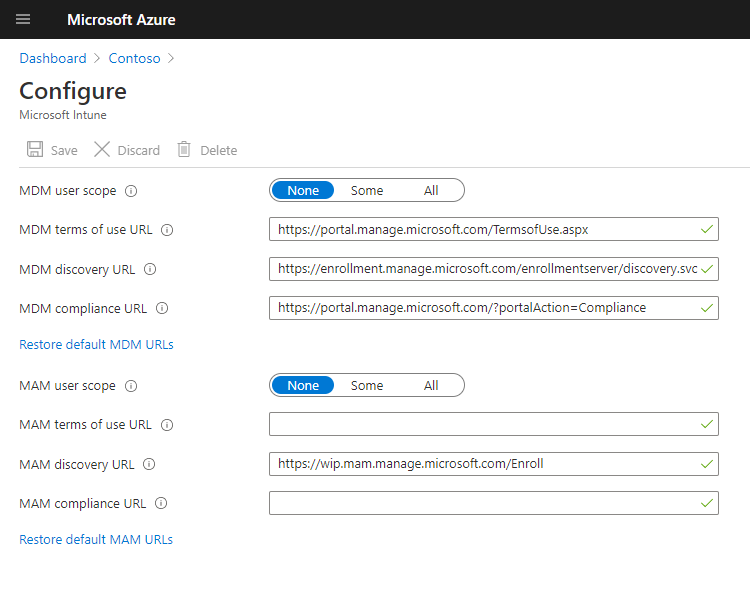 Microsoft Azure
Dashboard > Contoso >
Configure
Microsoft Intune
Save Discard Delete
MDM user scope None Some All
MDM terms of use URL https://portal.manage.microsoft.com/TermsofUse.aspx
MDM discovery URL https://enrollment.manage.microsoft.com/enrollmentserver/discovery.svc
MDM compliance URL https://portal.manage.microsoft.com/?portalAction=Compliance
Restore default MDM URLs
MAM user scope None Some All
MAM terms of use URL
MAM discovery URL https://wip.mam.manage.microsoft.com/Enroll
MAM compliance URL
Restore default MAM URLs